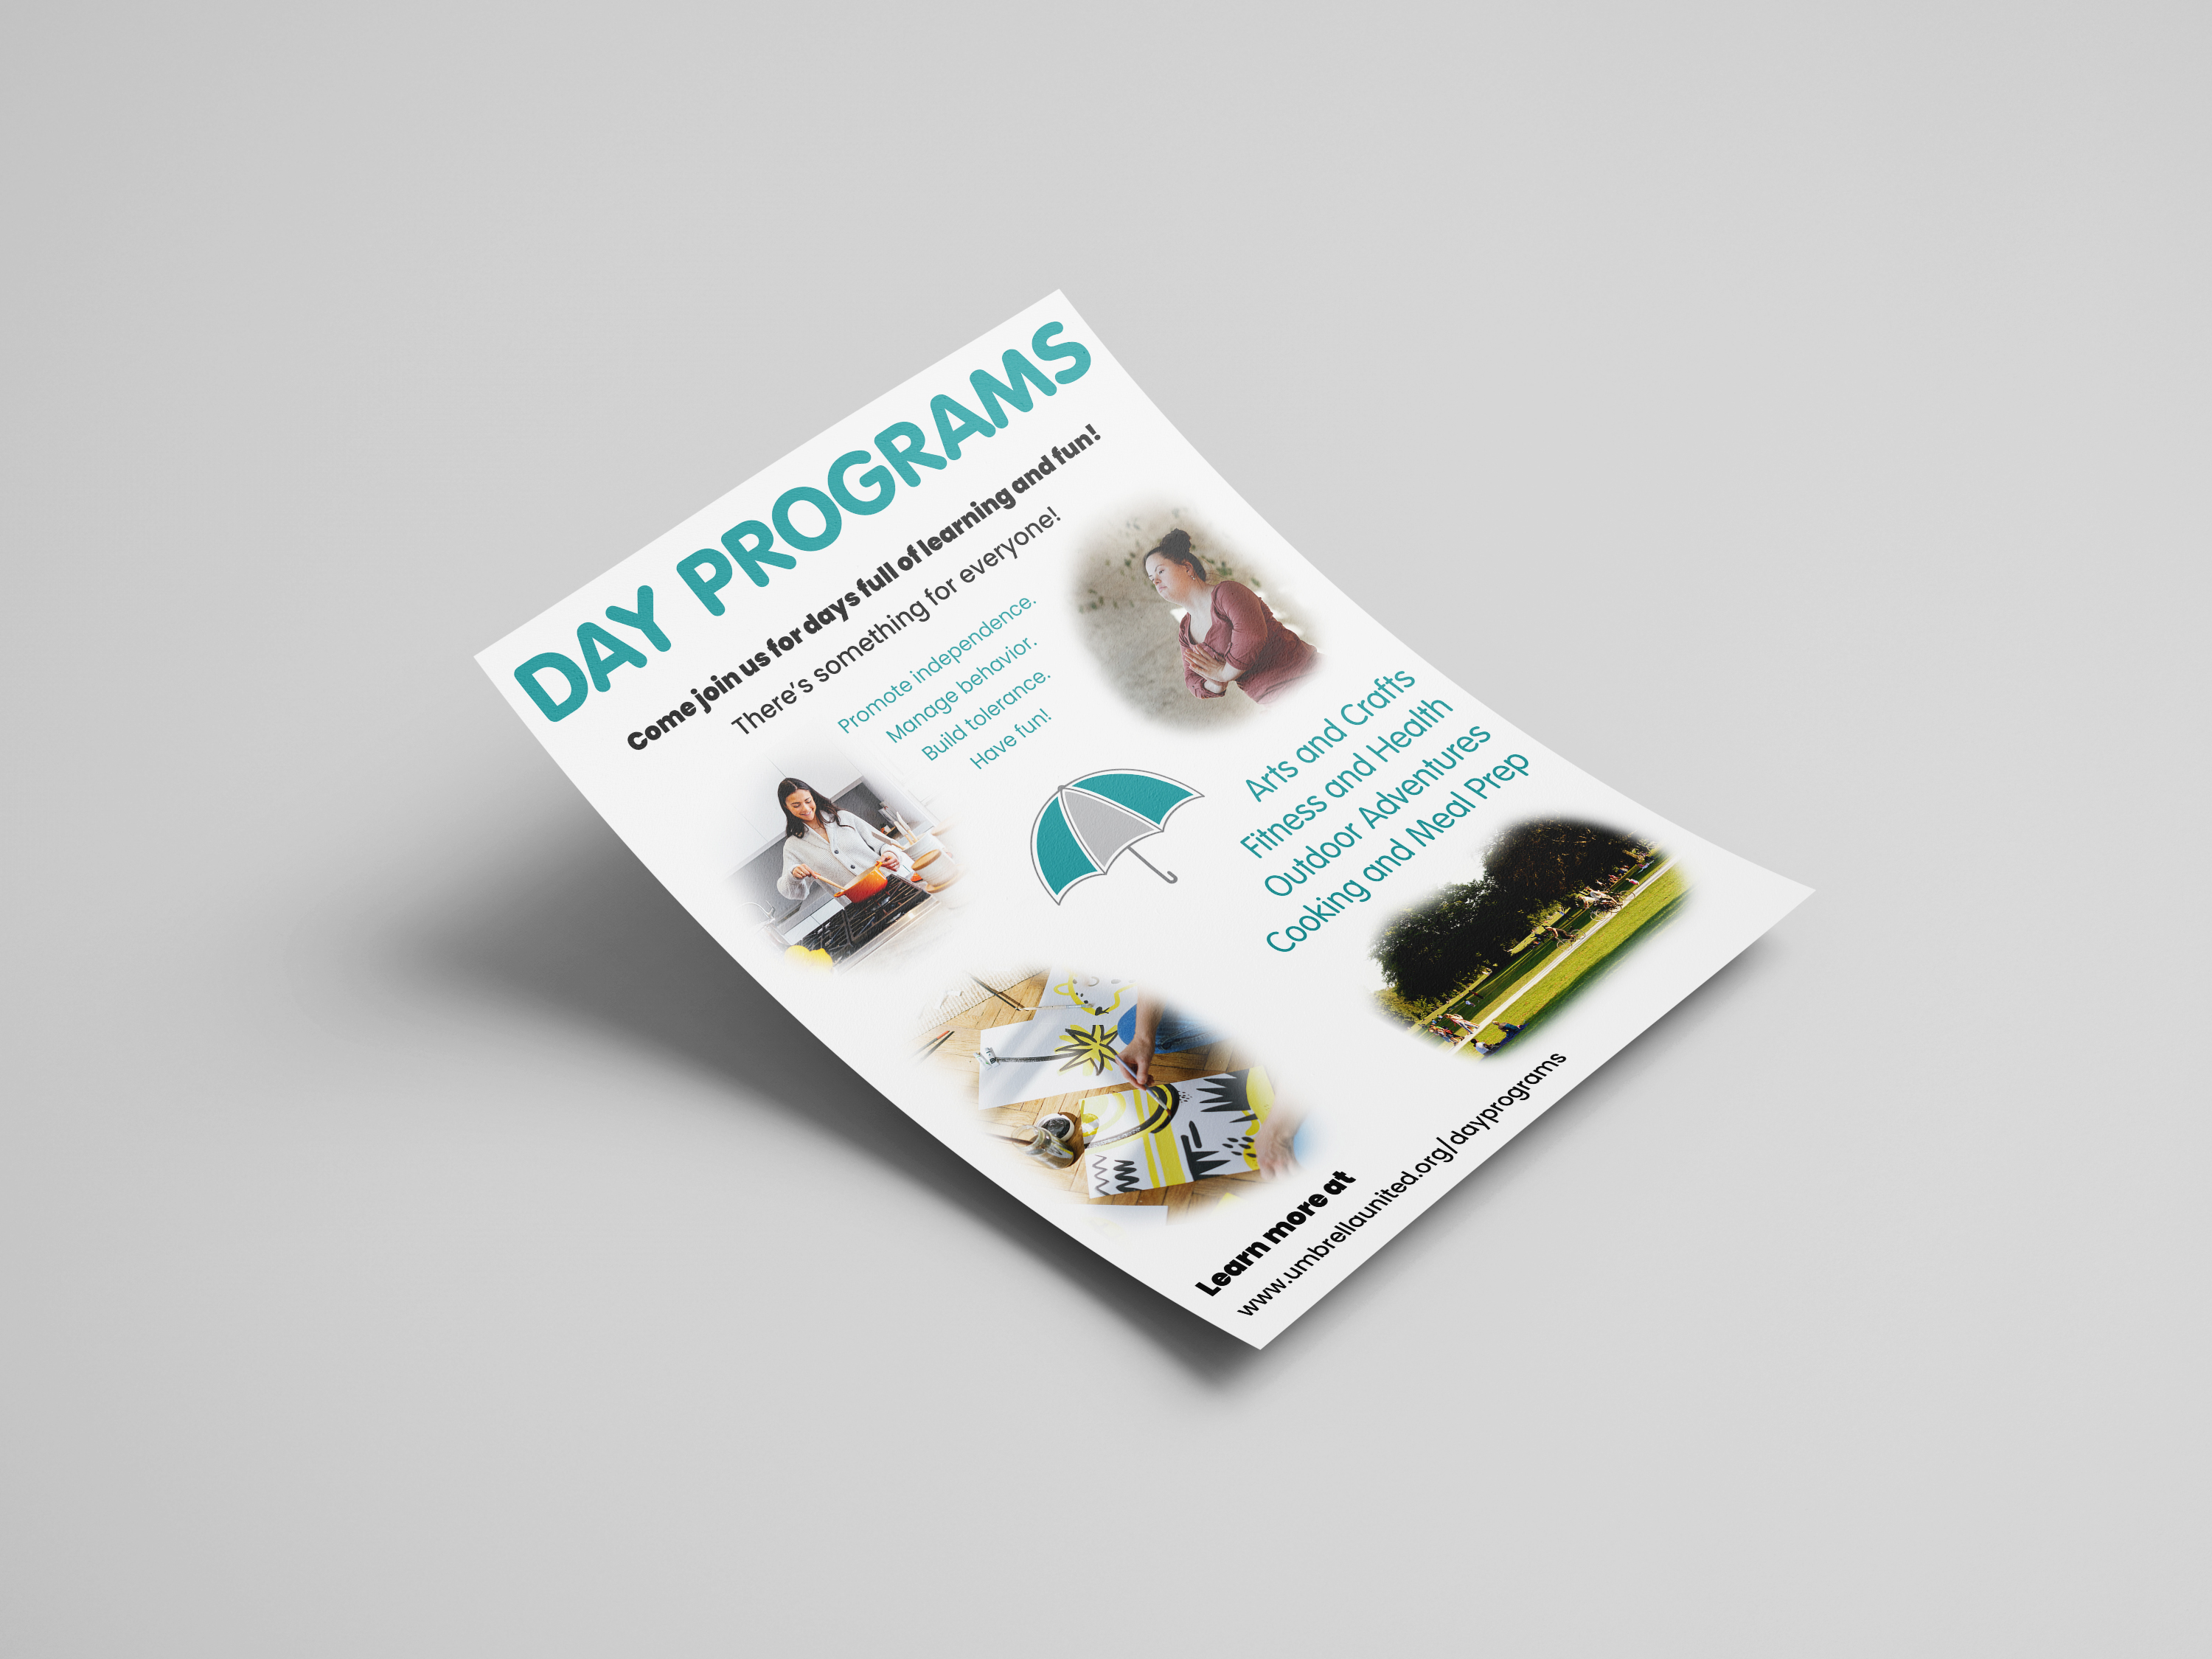 DAY PROGRAMS
Come join us for days full of learning and fun!
There's something for everyone!
Promote independence.
Manage behavior.
Build tolerance.
Have fun!
Arts and Crafts
Fitness and Health
Outdoor Adventures
Cooking and Meal Prep
Learn more at
www.umbrellaunited.org/dayprograms